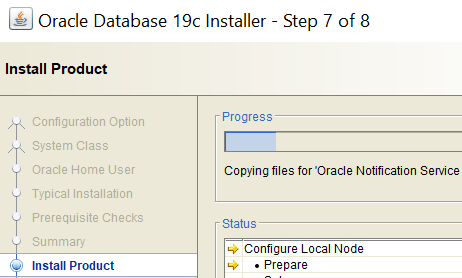 Oracle Database 19c Installer - Step 7 of 8
Install Product
Configuration Option
System Class
Oracle Home User
Typical Installation
Prerequisite Checks
Summary
Install Product
Progress
Copying files for 'Oracle Notification Service
Status
Configure Local Node
• Prepare